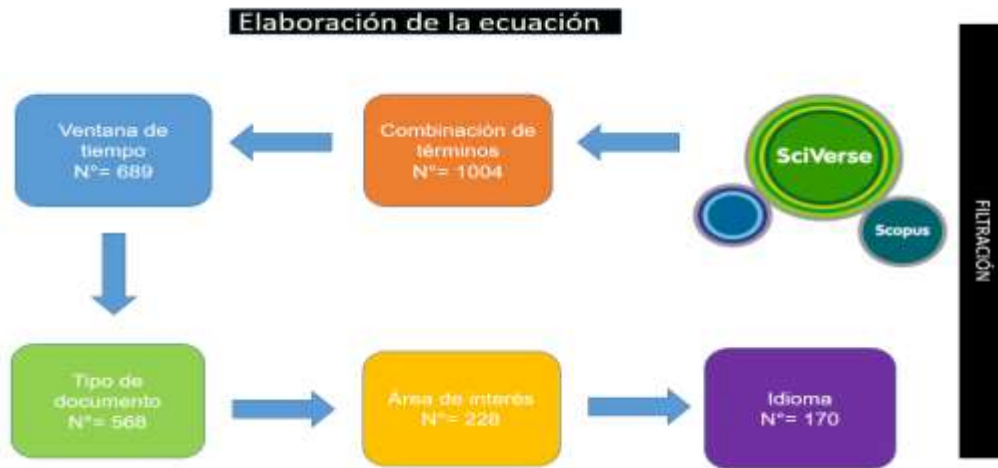 Elaboración de la ecuación
SciVerse
Scopus
Combinación de
términos
N°= 1004
Ventana de
tiempo
N°= 689
Tipo de
documento
N°= 568
Área de interés
N°= 228
Idioma
N°= 170
FILTRACIÓN